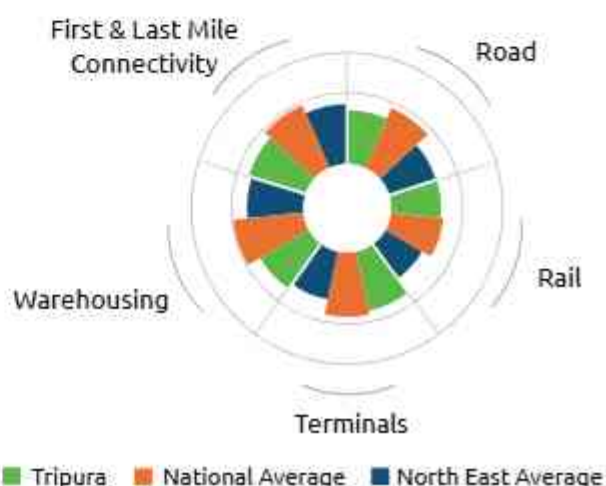 First & Last Mile
Connectivity
Road
Rail
Warehousing
Terminals
Tripura National Average North East Average